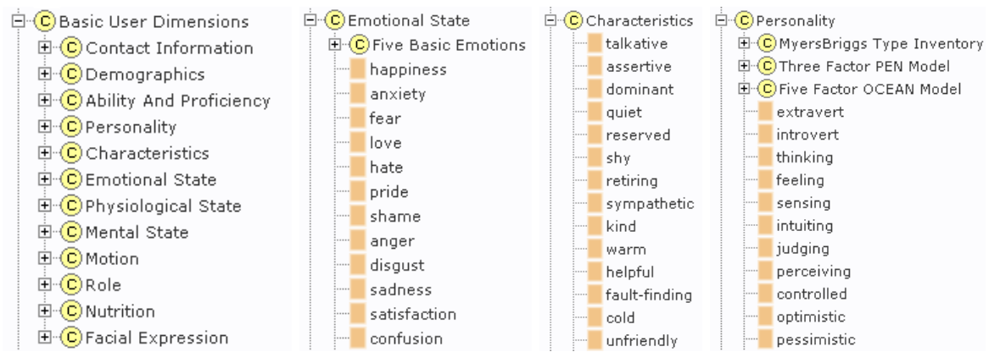 Basic User Dimensions
Contact Information
Demographics
Ability And Proficiency
Personality
Characteristics
Emotional State
Physiological State
Mental State
Motion
Role
Nutrition
Facial Expression
Emotional State
Five Basic Emotions
happiness
anxiety
fear
love
hate
pride
shame
anger
disgust
sadness
satisfaction
confusion
Characteristics
talkative
assertive
dominant
quiet
reserved
shy
retiring
sympathetic
kind
warm
helpful
fault-finding
cold
unfriendly
Personality
MyersBriggs Type Inventory
Three Factor PEN Model
Five Factor OCEAN Model
extravert
introvert
thinking
feeling
sensing
intuiting
judging
perceiving
controlled
optimistic
pessimistic